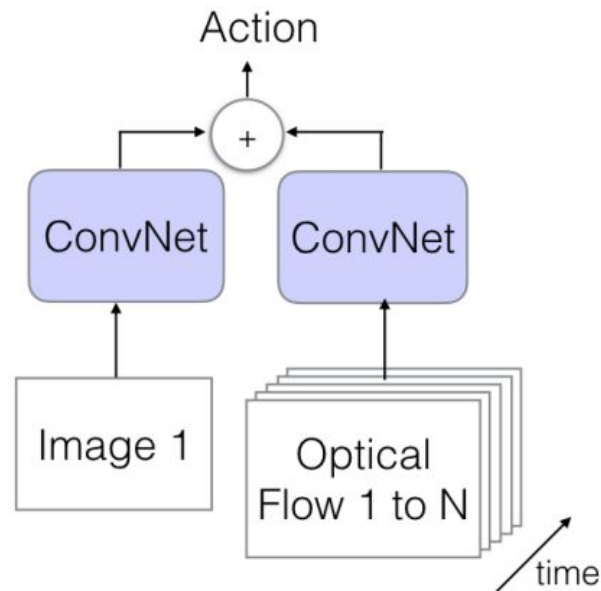 Action
+
ConvNet
ConvNet
Image 1
Optical
Flow 1 to N
time